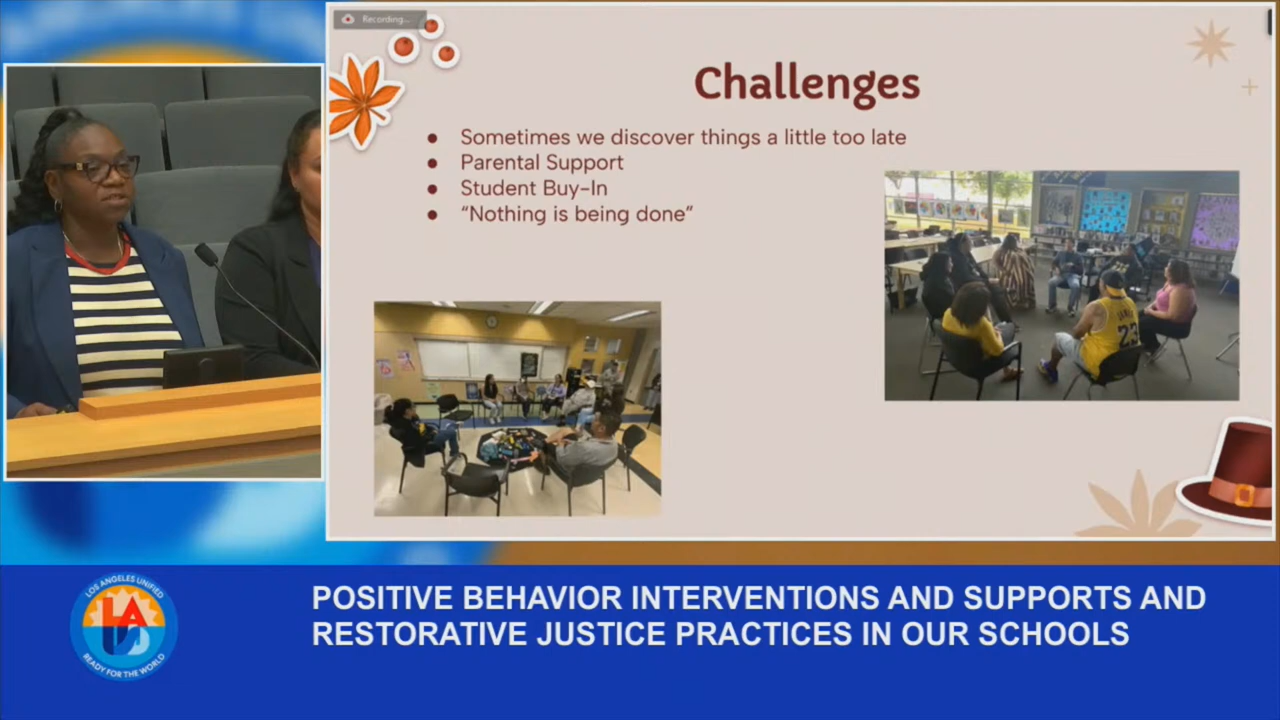 Recording...
Challenges
● Sometimes we discover things a little too late
● Parental Support
● Student Buy-In
● “Nothing is being done”
23
LOS ANGELES UNIFIED
LAUSD
READY FOR THE WORLD
POSITIVE BEHAVIOR INTERVENTIONS AND SUPPORTS AND
RESTORATIVE JUSTICE PRACTICES IN OUR SCHOOLS